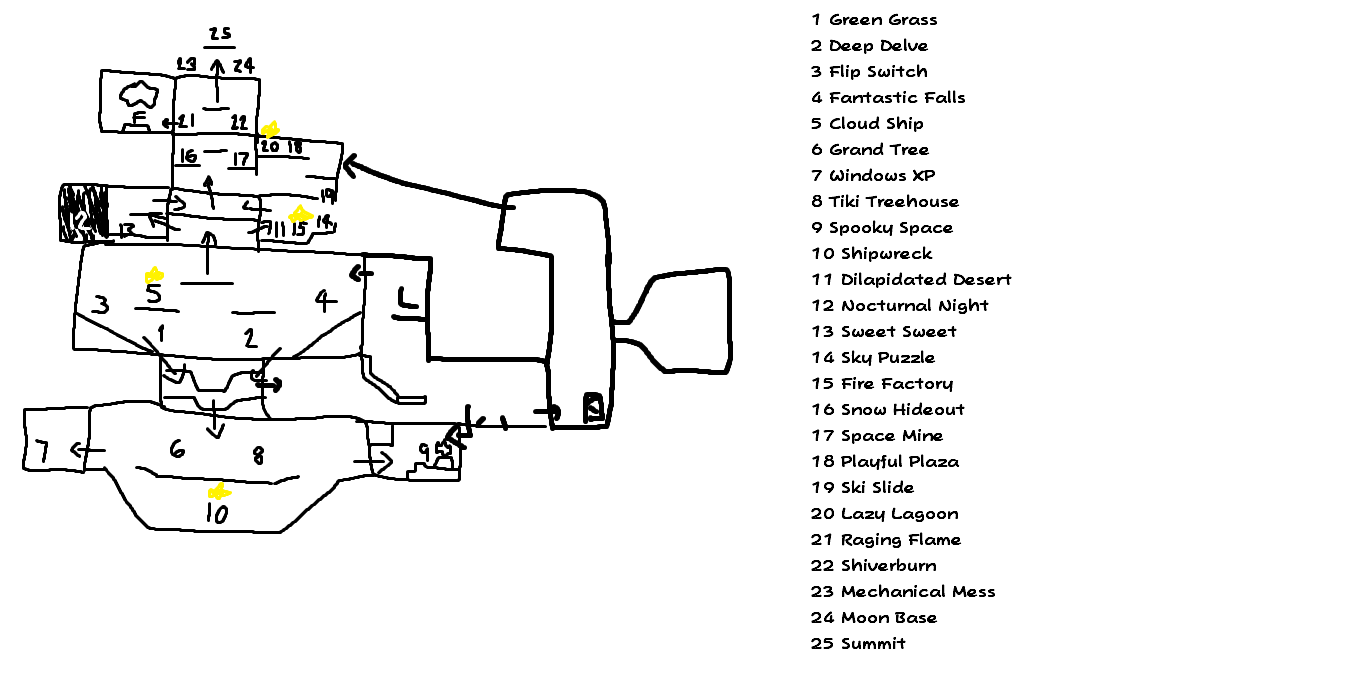 25
23 24
F 21 22
20 18
16 17
19
12 13 11 15 14
5
3 4
1 2
L
K
7 6 8 9
10
1 Green Grass
2 Deep Delve
3 Flip Switch
4 Fantastic Falls
5 Cloud Ship
6 Grand Tree
7 Windows XP
8 Tiki Treehouse
9 Spooky Space
10 Shipwreck
11 Dilapidated Desert
12 Nocturnal Night
13 Sweet Sweet
14 Sky Puzzle
15 Fire Factory
16 Snow Hideout
17 Space Mine
18 Playful Plaza
19 Ski Slide
20 Lazy Lagoon
21 Raging Flame
22 Shiverburn
23 Mechanical Mess
24 Moon Base
25 Summit